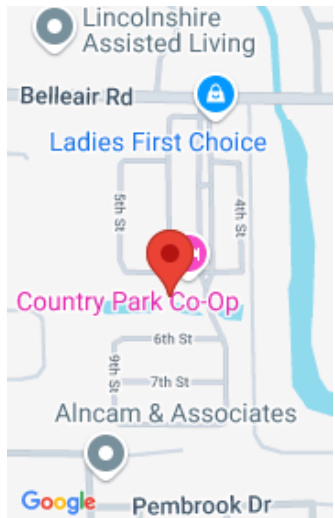 Lincolnshire
Assisted Living
Belleair Rd
Ladies First Choice
5th St
4th St
Country Park Co-Op
6th St
9th St
7th St
Alncam & Associates
Google
Pembrook Dr